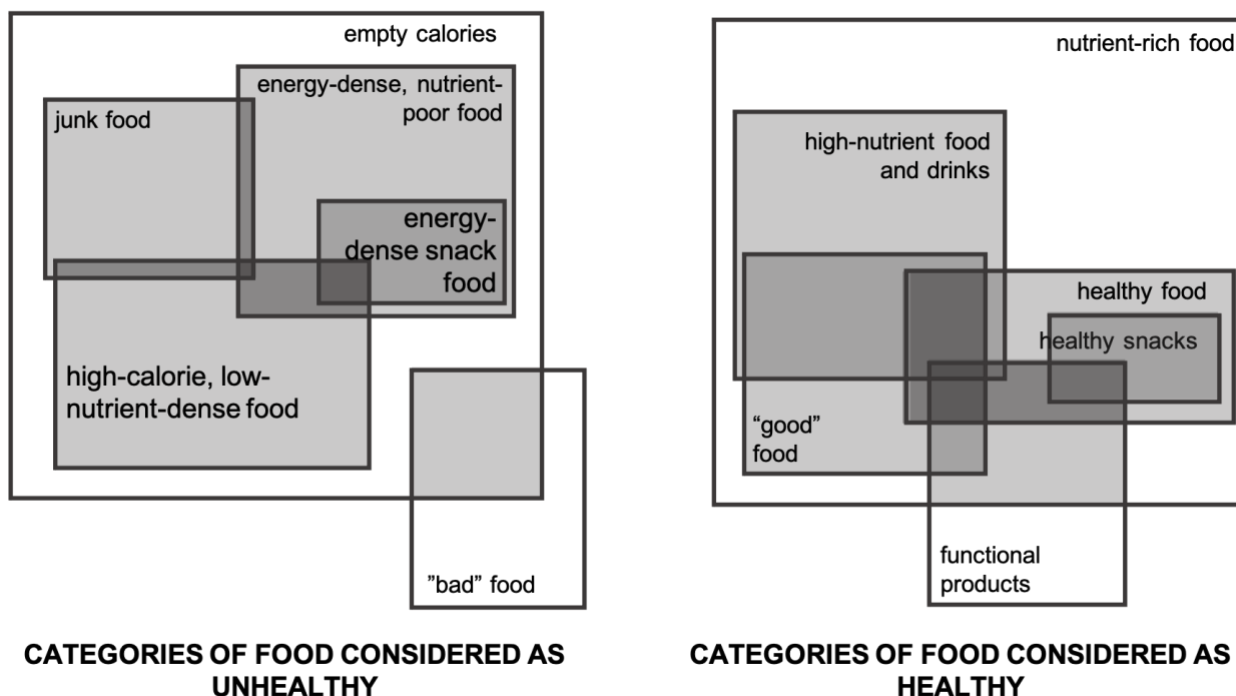 empty calories
energy-dense, nutrient-
poor food
junk food
energy-
dense snack
food
high-calorie, low-
nutrient-dense food
”bad” food
CATEGORIES OF FOOD CONSIDERED AS
UNHEALTHY
nutrient-rich food
high-nutrient food
and drinks
healthy food
healthy snacks
“good”
food
functional
products
CATEGORIES OF FOOD CONSIDERED AS
HEALTHY